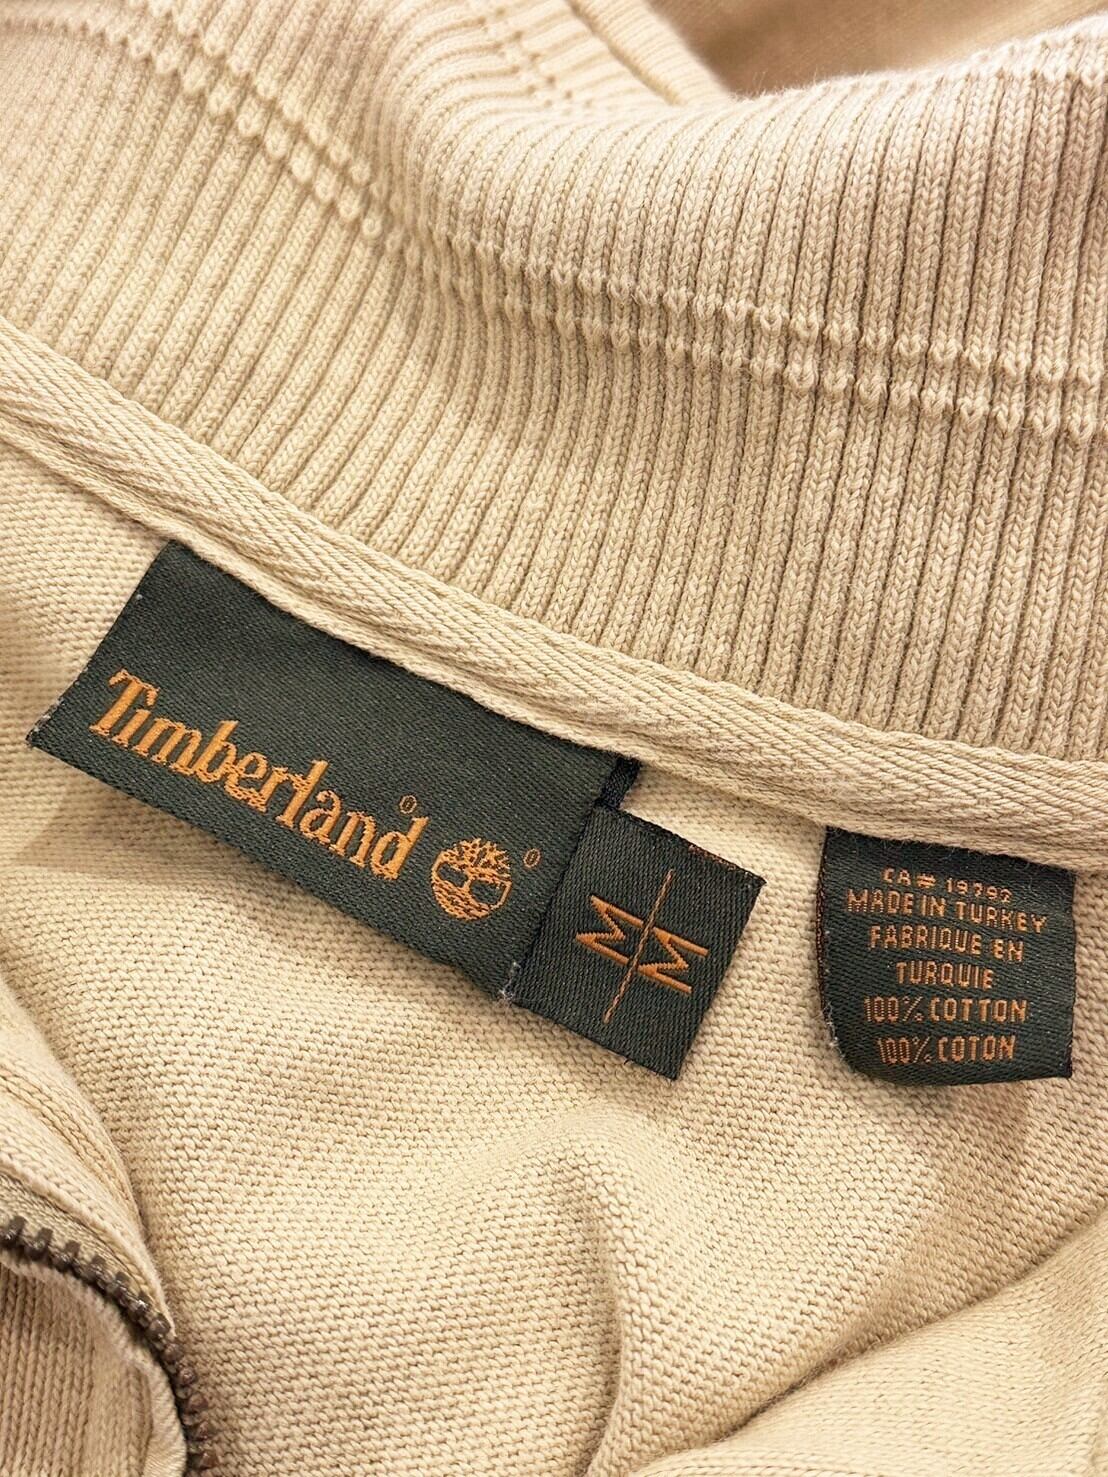 Timberland®
®
M/M
CA# 19792
MADE IN TURKEY
FABRIQUE EN
TURQUIE
100% COTTON
100% COTON